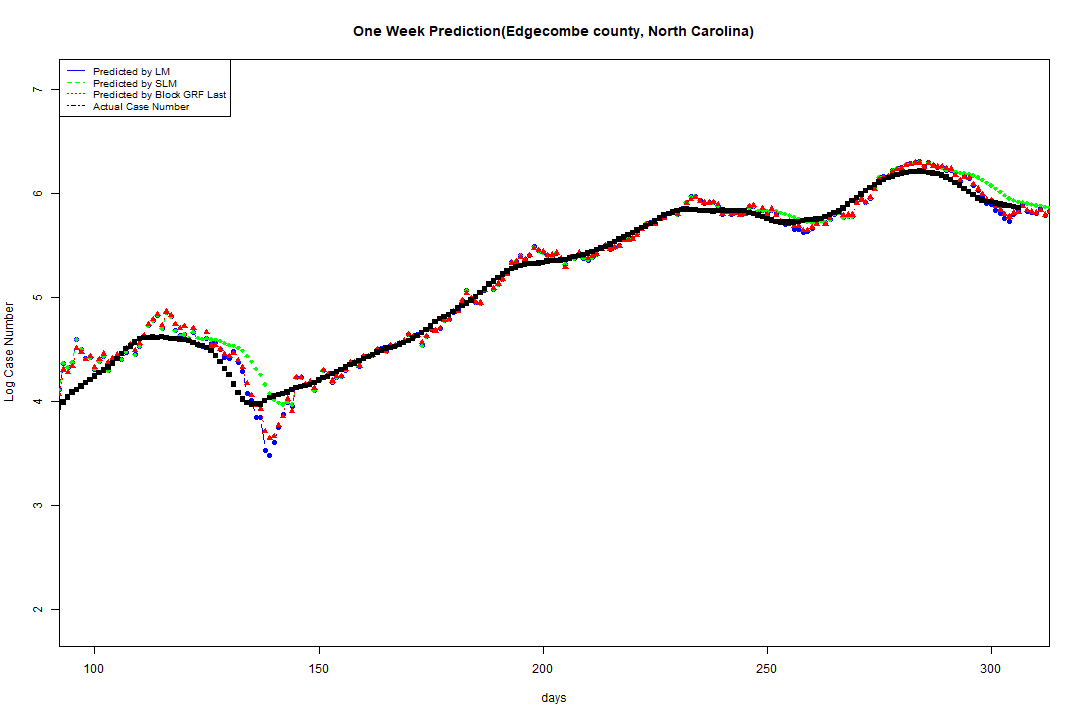 One Week Prediction(Edgecombe county, North Carolina)
Predicted by LM
Predicted by SLM
Predicted by Block GRF Last
Actual Case Number
7
6
5
4
3
2
Log Case Number
100 150 200 250 300
days